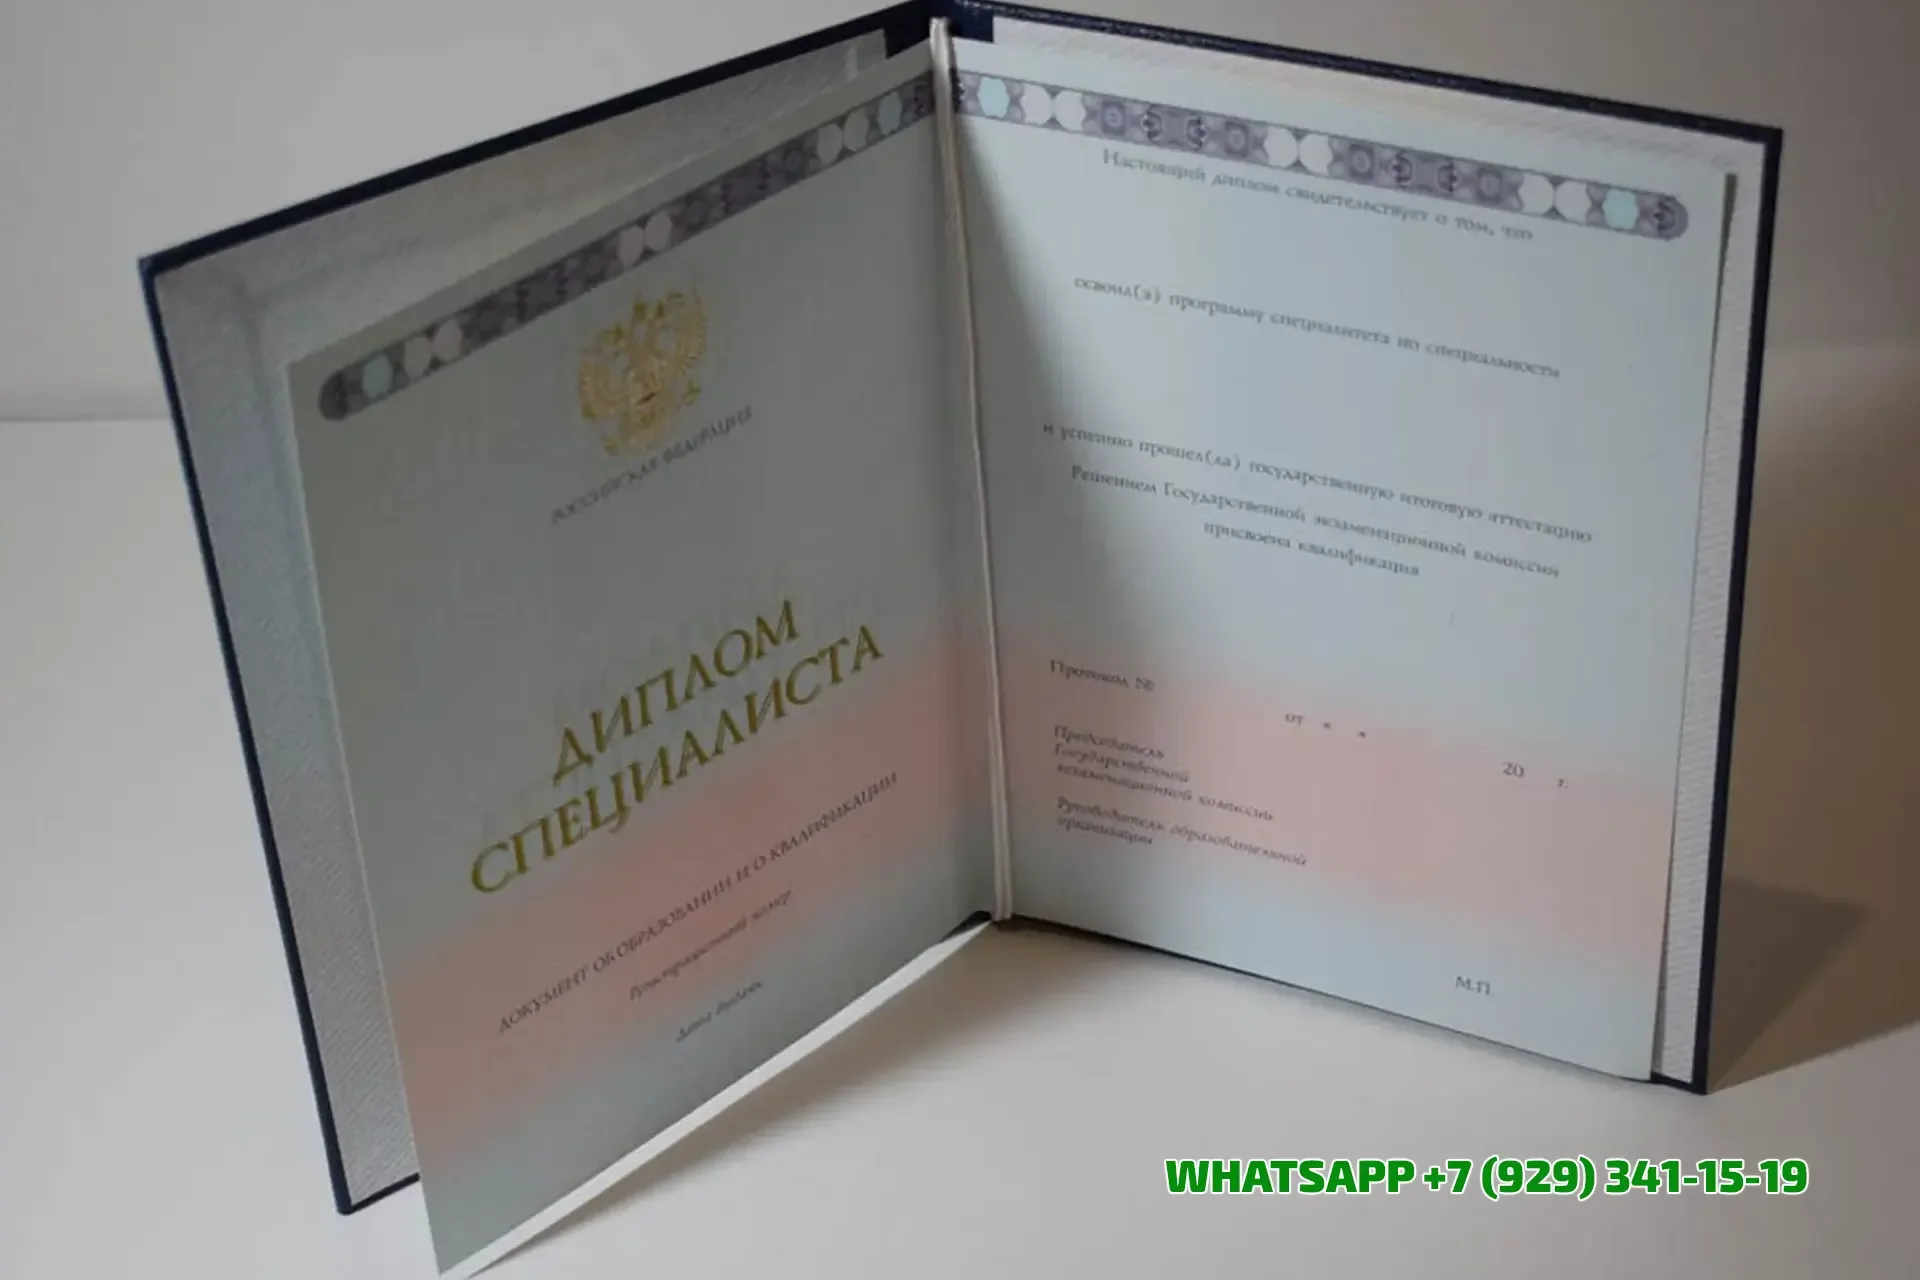 РОССИЙСКАЯ ФЕДЕРАЦИЯ
ДИПЛОМ
СПЕЦИАЛИСТА
ДОКУМЕНТ ОБ ОБРАЗОВАНИИ И О КВАЛИФИКАЦИИ
Регистрационный номер
Дата выдачи
Настоящий диплом свидетельствует о том, что
освоил(а) программу специалитета по специальности
и успешно прошел(ла) государственную итоговую аттестацию
Решением Государственной экзаменационной комиссии
присвоена квалификация
Протокол №
от « »
20 г.
Председатель
Государственной
экзаменационной комиссии
Руководитель образовательной
организации
М.П.
WHATSAPP +7 (929) 341-15-19